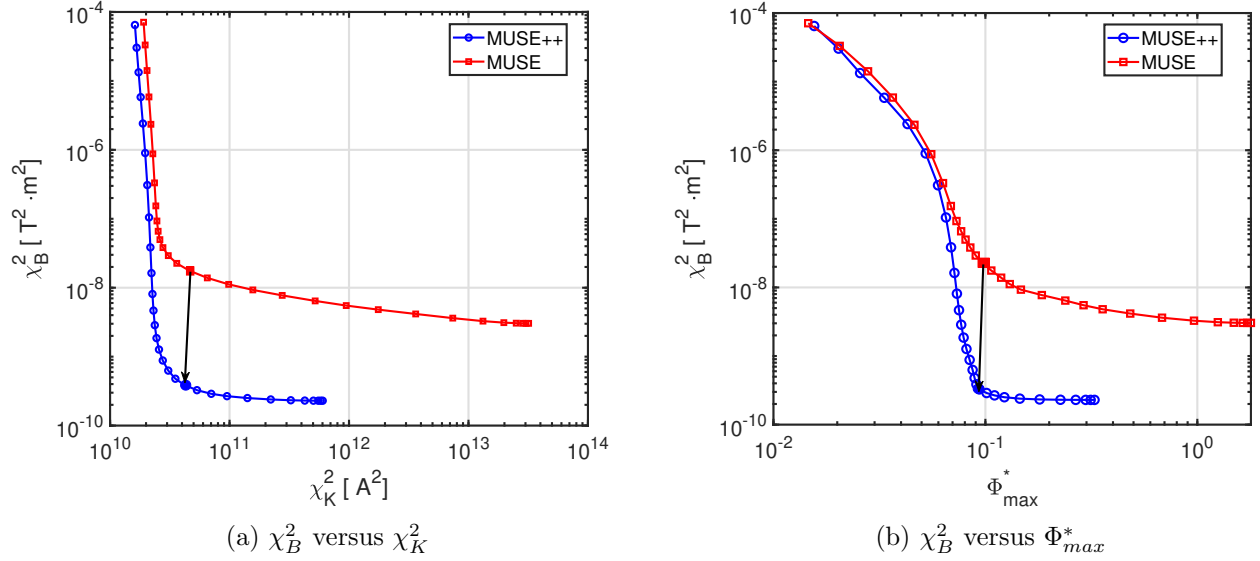 10^-4
10^-6
10^-8
10^-10
χ_B^2 [ T^2 ·m^2]
MUSE++
MUSE
10^10 10^11 10^12 10^13 10^14
χ_K^2 [ A^2]
(a) χ_B^2 versus χ_K^2
10^-4
10^-6
10^-8
10^-10
χ_B^2 [ T^2 ·m^2]
MUSE++
MUSE
10^-2 10^-1 10^0
Φ_max^*
(b) χ_B^2 versus Φ_max^*